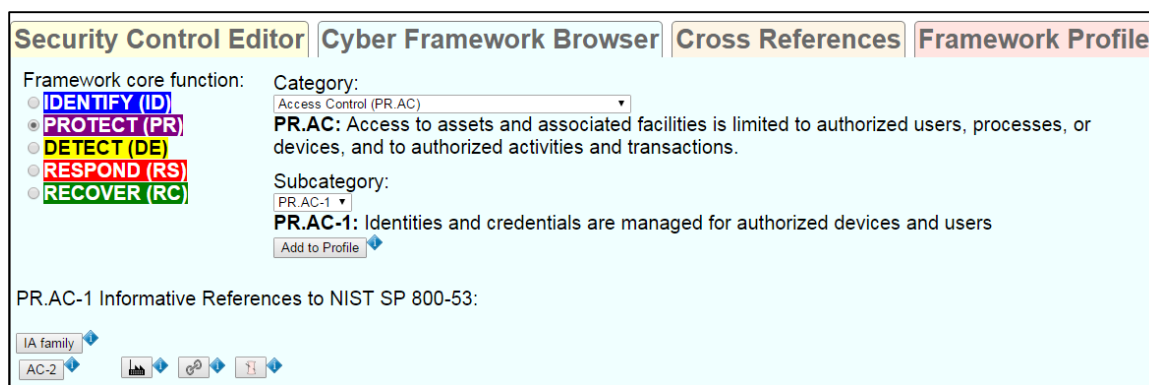 Security Control Editor Cyber Framework Browser Cross References Framework Profile
Framework core function:
IDENTIFY (ID)
PROTECT (PR)
DETECT (DE)
RESPOND (RS)
RECOVER (RC)
Category:
Access Control (PR.AC)
PR.AC: Access to assets and associated facilities is limited to authorized users, processes, or
devices, and to authorized activities and transactions.
Subcategory:
PR.AC-1
PR.AC-1: Identities and credentials are managed for authorized devices and users
Add to Profile
PR.AC-1 Informative References to NIST SP 800-53:
IA family
AC-2